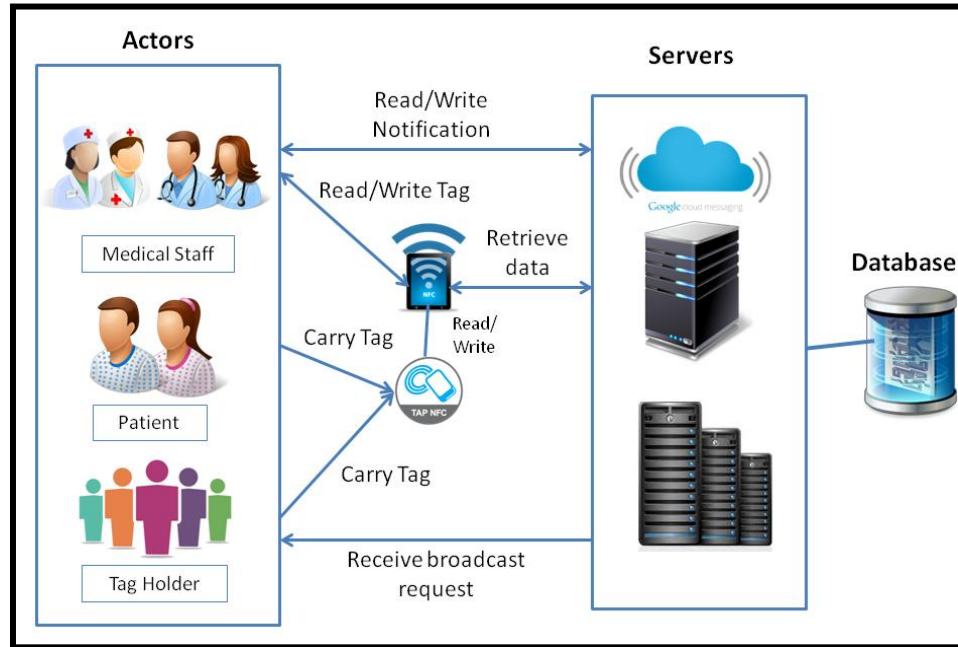 Actors
Servers
Read/Write
Notification
Read/Write Tag
Google cloud messaging
Medical Staff
NFC
Retrieve
data
Database
Read/
Write
Carry Tag
TAP NFC
Patient
Carry Tag
Tag Holder
Receive broadcast
request